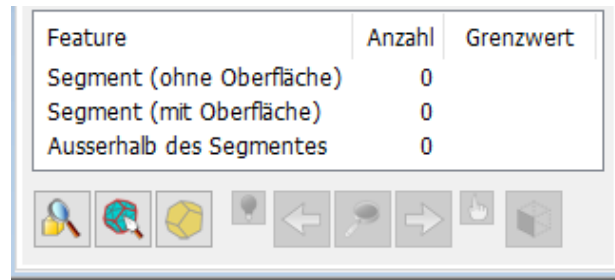 Feature Anzahl Grenzwert
Segment (ohne Oberfläche) 0
Segment (mit Oberfläche) 0
Ausserhalb des Segmentes 0